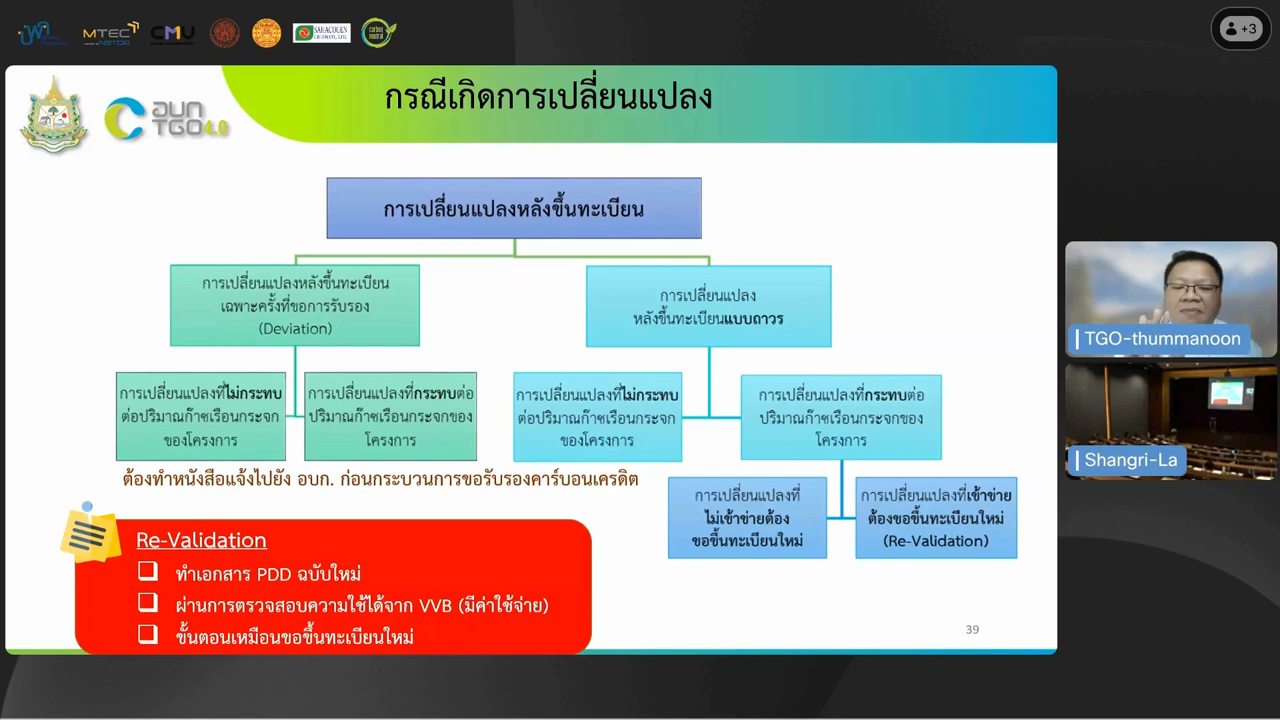 MTEC
a member of NSTDA
CMU
SAHACOGEN
carbon neutral
+3
อบก
TGO 4.0
กรณีเกิดการเปลี่ยนแปลง
การเปลี่ยนแปลงหลังขึ้นทะเบียน
การเปลี่ยนแปลงหลังขึ้นทะเบียน
เฉพาะครั้งที่ขอการรับรอง
(Deviation)
การเปลี่ยนแปลง
หลังขึ้นทะเบียนแบบถาวร
การเปลี่ยนแปลงที่ไม่กระทบ
ต่อปริมาณก๊าซเรือนกระจก
ของโครงการ
การเปลี่ยนแปลงที่กระทบต่อ
ปริมาณก๊าซเรือนกระจกของ
โครงการ
การเปลี่ยนแปลงที่ไม่กระทบ
ต่อปริมาณก๊าซเรือนกระจก
ของโครงการ
การเปลี่ยนแปลงที่กระทบต่อ
ปริมาณก๊าซเรือนกระจกของ
โครงการ
ต้องทำหนังสือแจ้งไปยัง อบก. ก่อนกระบวนการขอรับรองคาร์บอนเครดิต
การเปลี่ยนแปลงที่
ไม่เข้าข่ายต้อง
ขอขึ้นทะเบียนใหม่
การเปลี่ยนแปลงที่เข้าข่าย
ต้องขอขึ้นทะเบียนใหม่
(Re-Validation)
Re-Validation
ทำเอกสาร PDD ฉบับใหม่
ผ่านการตรวจสอบความใช้ได้จาก VVB (มีค่าใช้จ่าย)
ขั้นตอนเหมือนขอขึ้นทะเบียนใหม่
39
TGO-thummanoon
Shangri-La